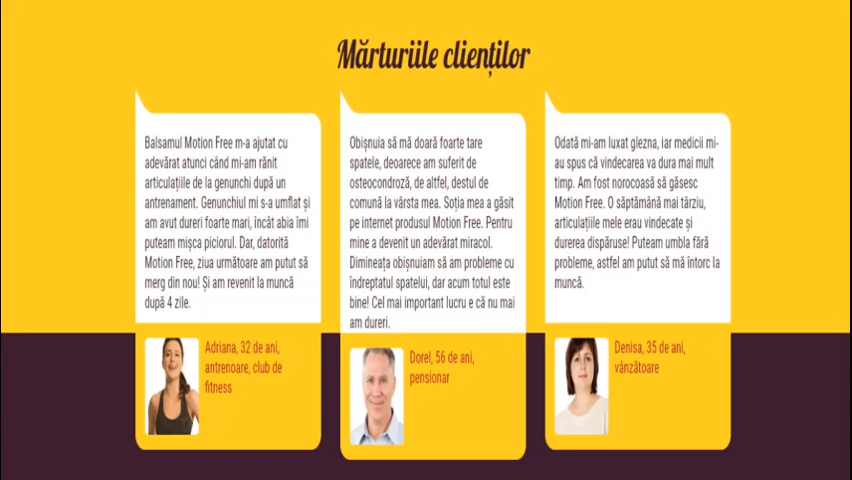 Mărturiile clienților
Balsamul Motion Free m-a ajutat cu
adevărat atunci când mi-am rănit
articulațiile de la genunchi după un
antrenament. Genunchiul mi s-a umflat și
am avut dureri foarte mari, încât abia îmi
puteam mișca piciorul. Dar, datorită
Motion Free, ziua următoare am putut să
merg din nou! Și am revenit la muncă
după 4 zile.
Adriana, 32 de ani,
antrenoare, club de
fitness
Obișnuia să mă doară foarte tare
spatele, deoarece am suferit de
osteocondroză, de altfel, destul de
comună la vârsta mea. Soția mea a găsit
pe internet produsul Motion Free. Pentru
mine a devenit un adevărat miracol.
Dimineața obișnuiam să am probleme cu
îndreptatul spatelui, dar acum totul este
bine! Cel mai important lucru e că nu mai
am dureri.
Dorel, 56 de ani,
pensionar
Odată mi-am luxat glezna, iar medicii mi-
au spus că vindecarea va dura mai mult
timp. Am fost norocoasă să găsesc
Motion Free. O săptămână mai târziu,
articulațiile mele erau vindecate și
durerea dispăruse! Puteam umbla fără
probleme, astfel am putut să mă întorc la
muncă.
Denisa, 35 de ani,
vânzătoare